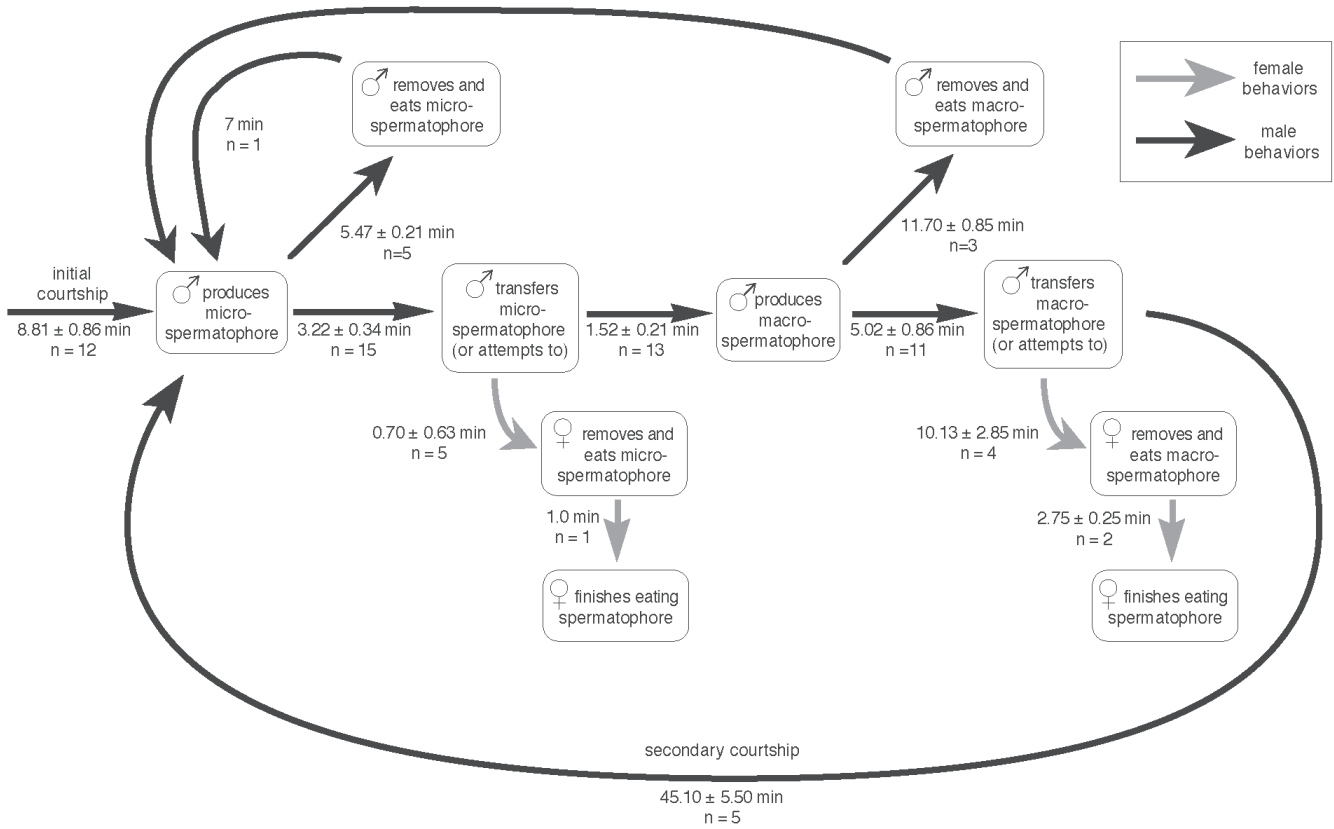 female
behaviors
male
behaviors
removes and
eats micro-
spermatophore
removes and
eats macro-
spermatophore
7 min
n = 1
5.47 ± 0.21 min
n=5
11.70 ± 0.85 min
n=3
initial
courtship
8.81 ± 0.86 min
n = 12
produces
micro-
spermatophore
3.22 ± 0.34 min
n = 15
transfers
micro-
spermatophore
(or attempts to)
1.52 ± 0.21 min
n = 13
produces
macro-
spermatophore
5.02 ± 0.86 min
n =11
transfers
macro-
spermatophore
(or attempts to)
0.70 ± 0.63 min
n = 5
removes and
eats micro-
spermatophore
10.13 ± 2.85 min
n = 4
removes and
eats macro-
spermatophore
1.0 min
n = 1
2.75 ± 0.25 min
n = 2
finishes eating
spermatophore
finishes eating
spermatophore
secondary courtship
45.10 ± 5.50 min
n = 5